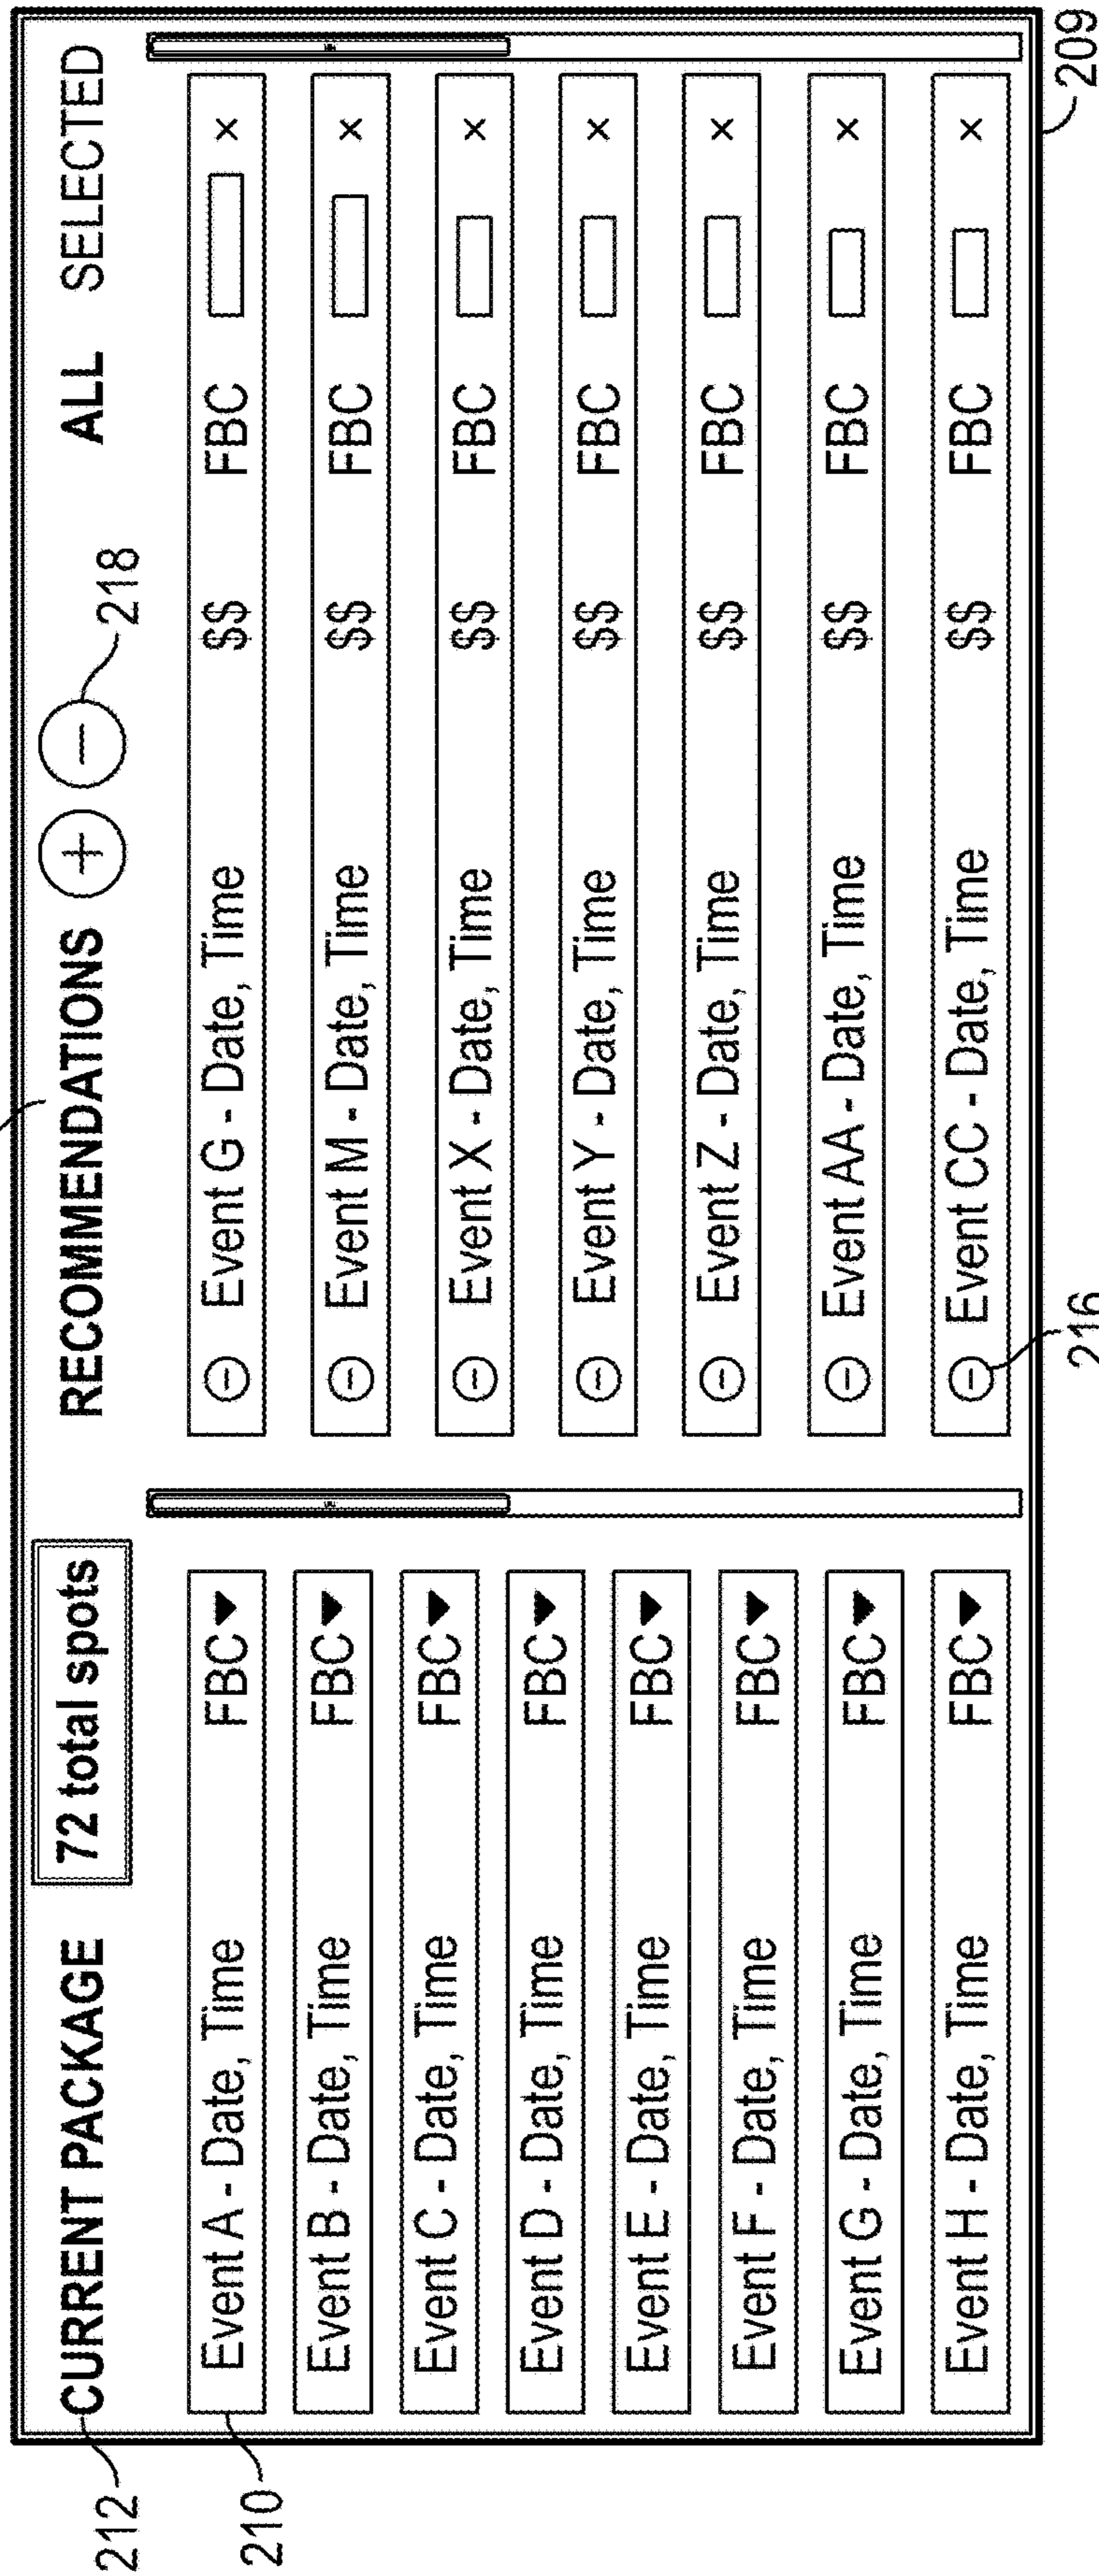 212
CURRENT PACKAGE
72 total spots
210
Event A - Date, Time FBC▼
Event B - Date, Time FBC▼
Event C - Date, Time FBC▼
Event D - Date, Time FBC▼
Event E - Date, Time FBC▼
Event F - Date, Time FBC▼
Event G - Date, Time FBC▼
Event H - Date, Time FBC▼
RECOMMENDATIONS + − ALL SELECTED
218
− Event G - Date, Time $$ FBC ×
− Event M - Date, Time $$ FBC ×
− Event X - Date, Time $$ FBC ×
− Event Y - Date, Time $$ FBC ×
− Event Z - Date, Time $$ FBC ×
− Event AA - Date, Time $$ FBC ×
− Event CC - Date, Time $$ FBC ×
216
209